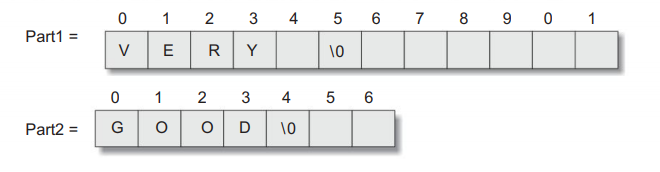 0 1 2 3 4 5 6 7 8 9 0 1
Part1 = V E R Y \0
0 1 2 3 4 5 6
Part2 = G O O D \0